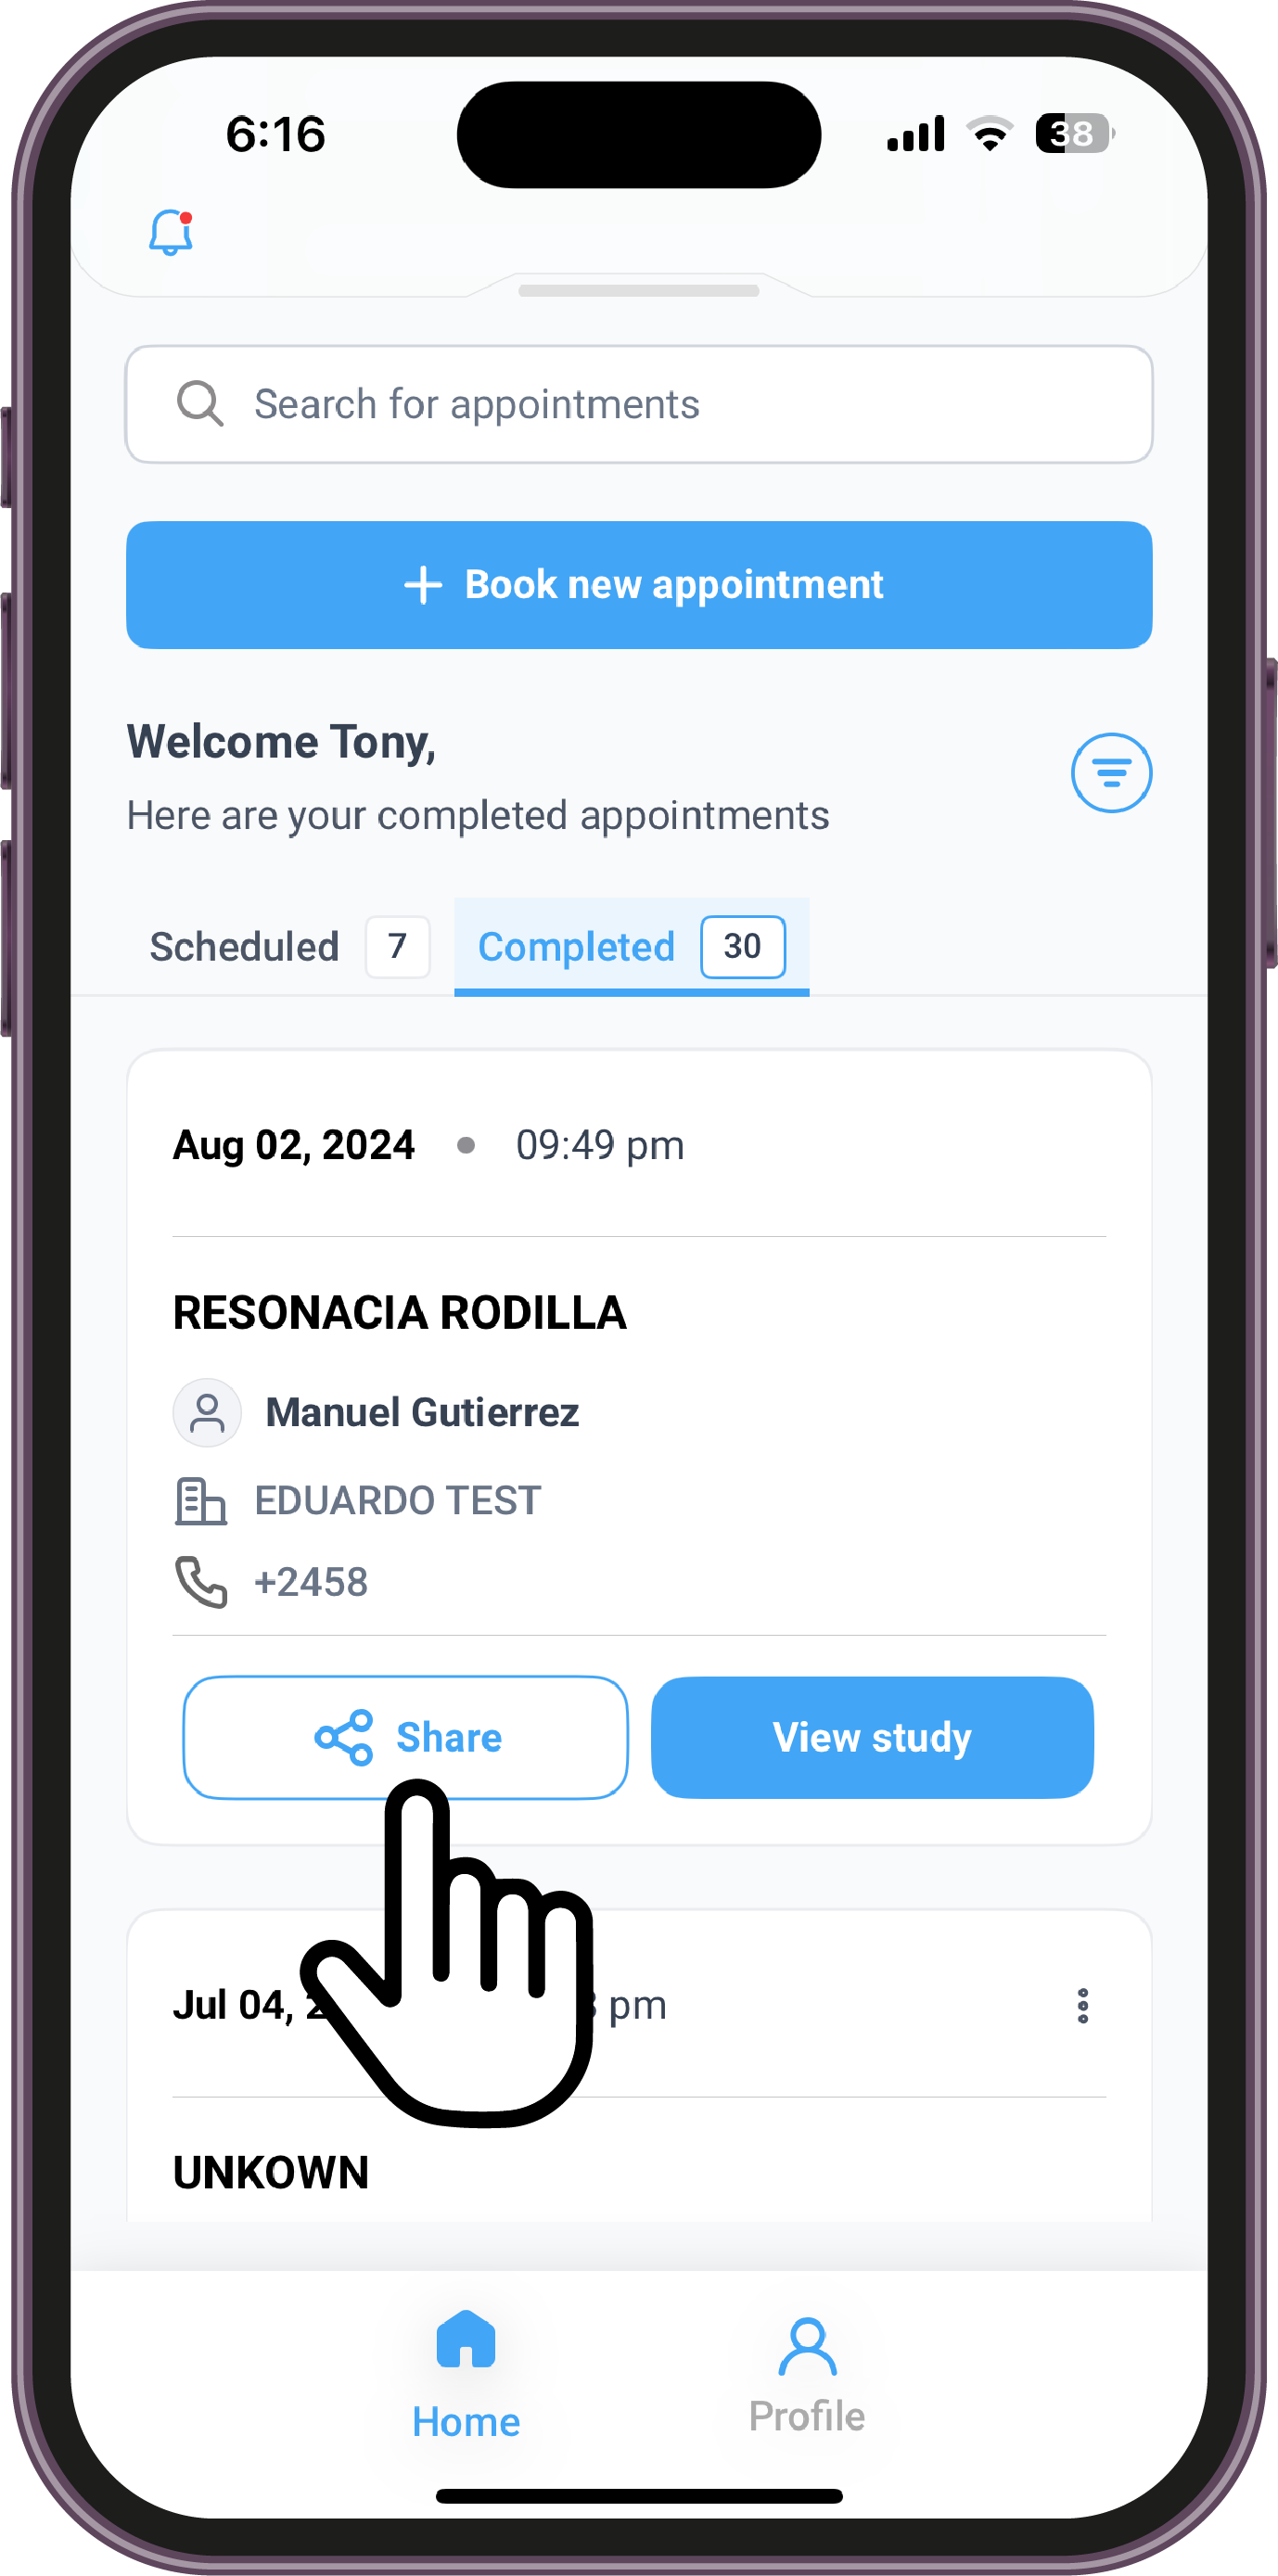 6:16 38
Search for appointments
Book new appointment
Welcome Tony,
Here are your completed appointments
Scheduled 7 Completed 30
Aug 02, 2024 09:49 pm
RESONACIA RODILLA
Manuel Gutierrez
EDUARDO TEST
+2458
Share View study
Jul 04, pm
UNKOWN
Home Profile